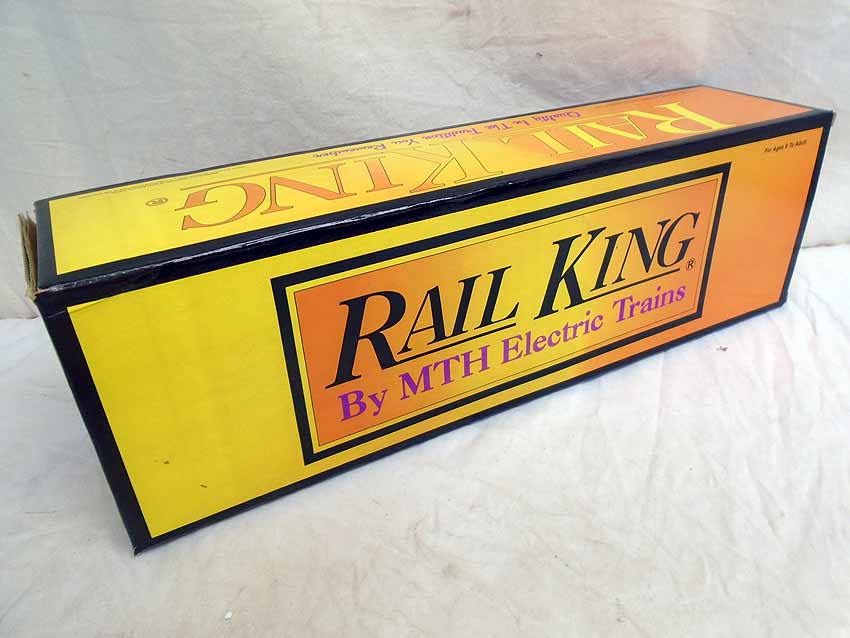 RAIL KING®
Quality In The Tradition You Remember
For Ages 8 To Adult
RAIL KING®
By MTH Electric Trains